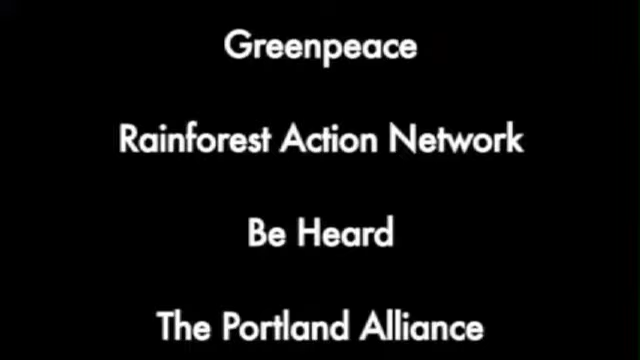 Greenpeace
Rainforest Action Network
Be Heard
The Portland Alliance